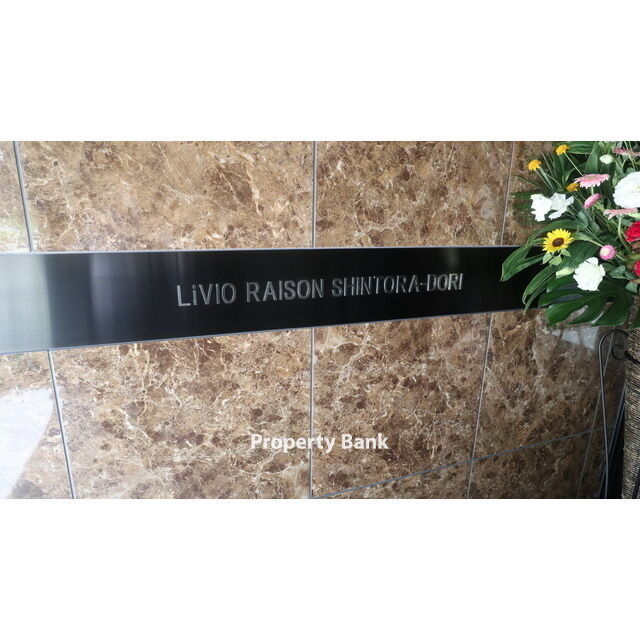 LiVIO RAISON SHINTORA-DORI
Property Bank